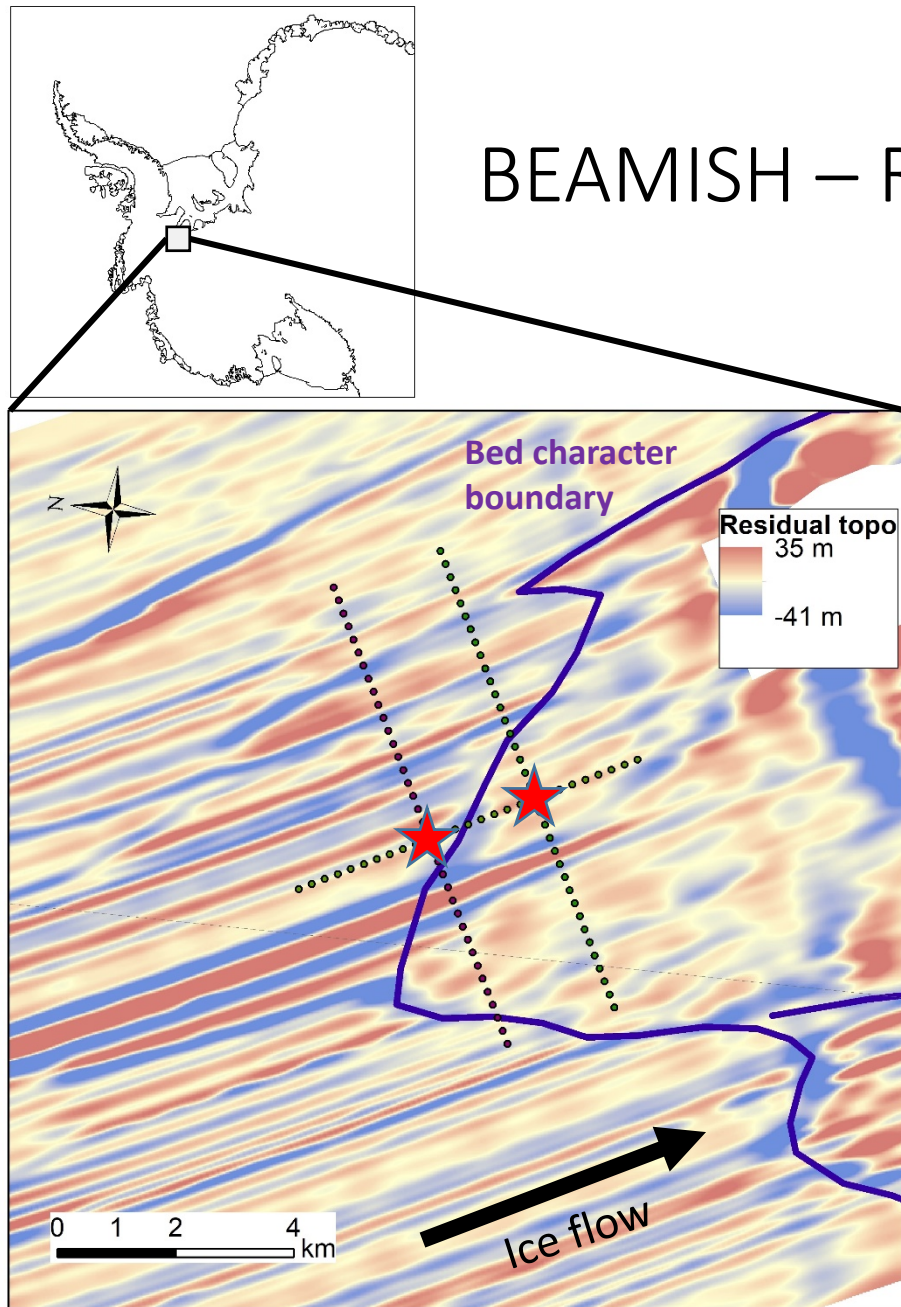 BEAMISH – R
Bed character
boundary
N
Residual topo
35 m
-41 m
0 1 2 4
km
Ice flow